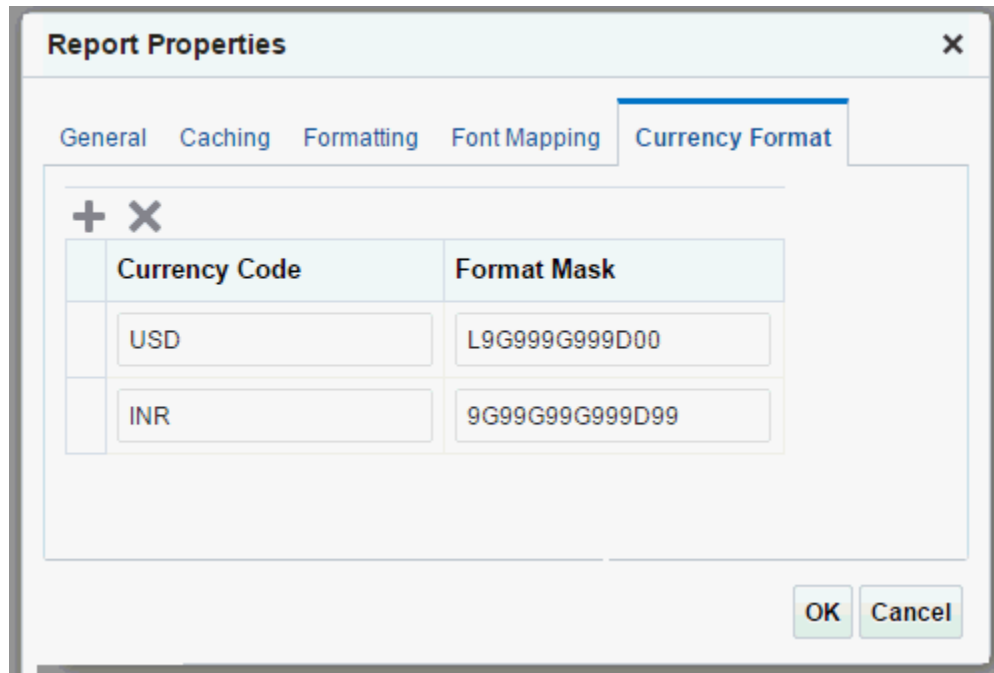 Report Properties
General Caching Formatting Font Mapping Currency Format
Currency Code Format Mask
USD L9G999G999D00
INR 9G99G99G999D99
OK Cancel